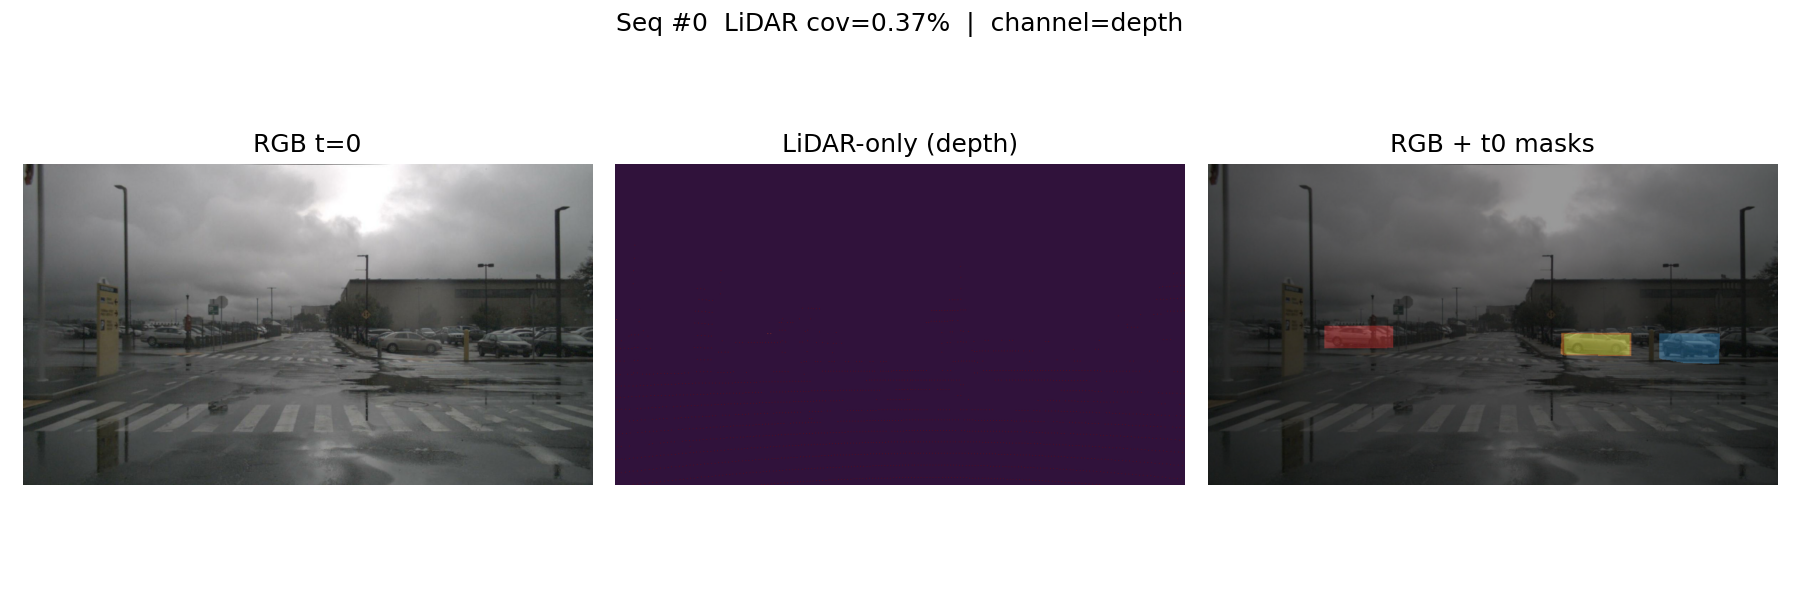 Seq #0  LiDAR cov=0.37%  |  channel=depth
RGB t=0
LiDAR-only (depth)
RGB + t0 masks